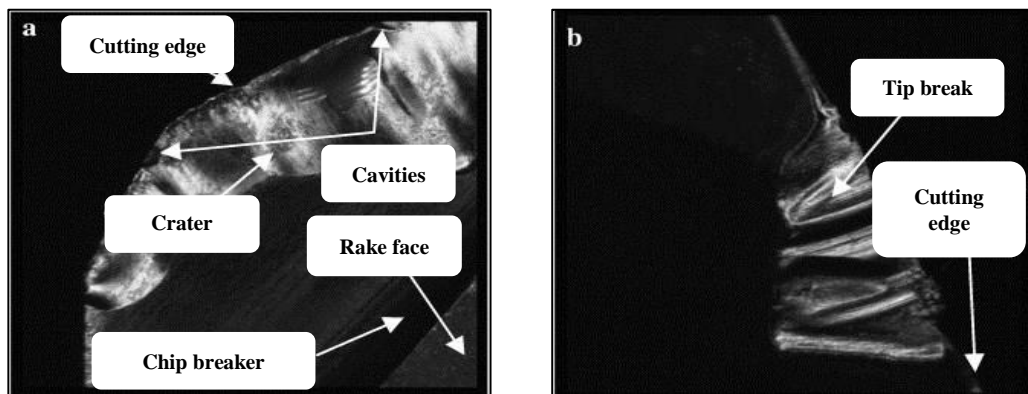 a
Cutting edge
Cavities
Crater
Rake face
Chip breaker
b
Tip break
Cutting
edge